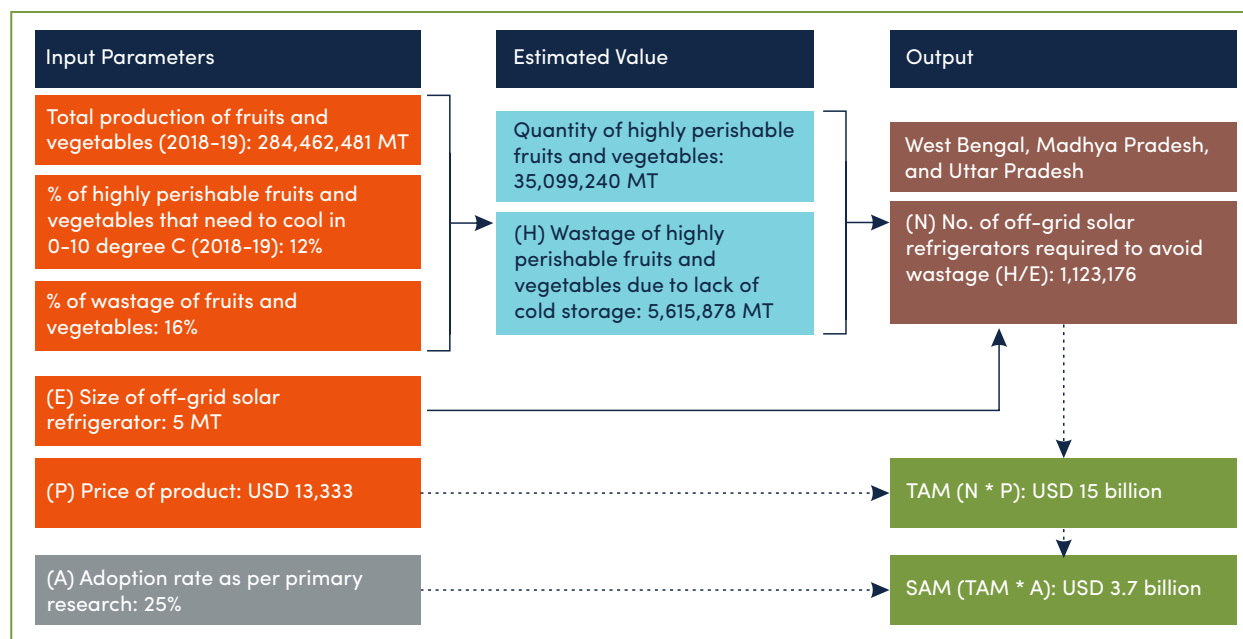 Input Parameters
Total production of fruits and
vegetables (2018-19): 284,462,481 MT
% of highly perishable fruits and
vegetables that need to cool in
0-10 degree C (2018-19): 12%
% of wastage of fruits and
vegetables: 16%
(E) Size of off-grid solar
refrigerator: 5 MT
(P) Price of product: USD 13,333
(A) Adoption rate as per primary
research: 25%
Estimated Value
Quantity of highly perishable
fruits and vegetables:
35,099,240 MT
(H) Wastage of highly
perishable fruits and
vegetables due to lack of
cold storage: 5,615,878 MT
Output
West Bengal, Madhya Pradesh,
and Uttar Pradesh
(N) No. of off-grid solar
refrigerators required to avoid
wastage (H/E): 1,123,176
TAM (N * P): USD 15 billion
SAM (TAM * A): USD 3.7 billion